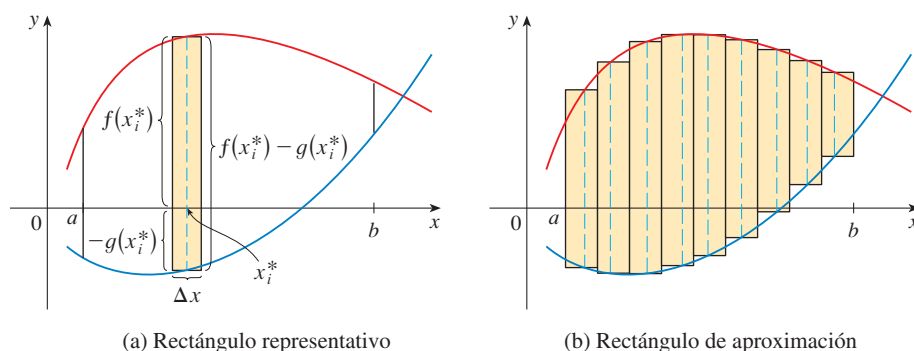 y
f(x_i^*)
f(x_i^*) − g(x_i^*)
0
a
b
x
−g(x_i^*)
x_i^*
Δx
(a) Rectángulo representativo
y
0
a
b
x
(b) Rectángulo de aproximación